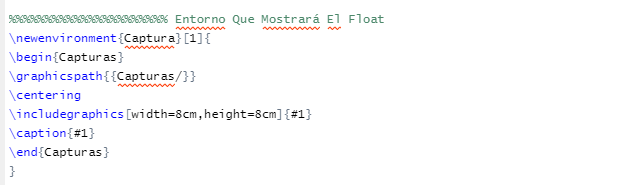 %%%%%%%%%%%%%%%%%%%%%% Entorno Que Mostrará El Float
\newenvironment{Captura}[1]{
\begin{Capturas}
\graphicspath{{Capturas/}}
\centering
\includegraphics[width=8cm,height=8cm]{#1}
\caption{#1}
\end{Capturas}
}